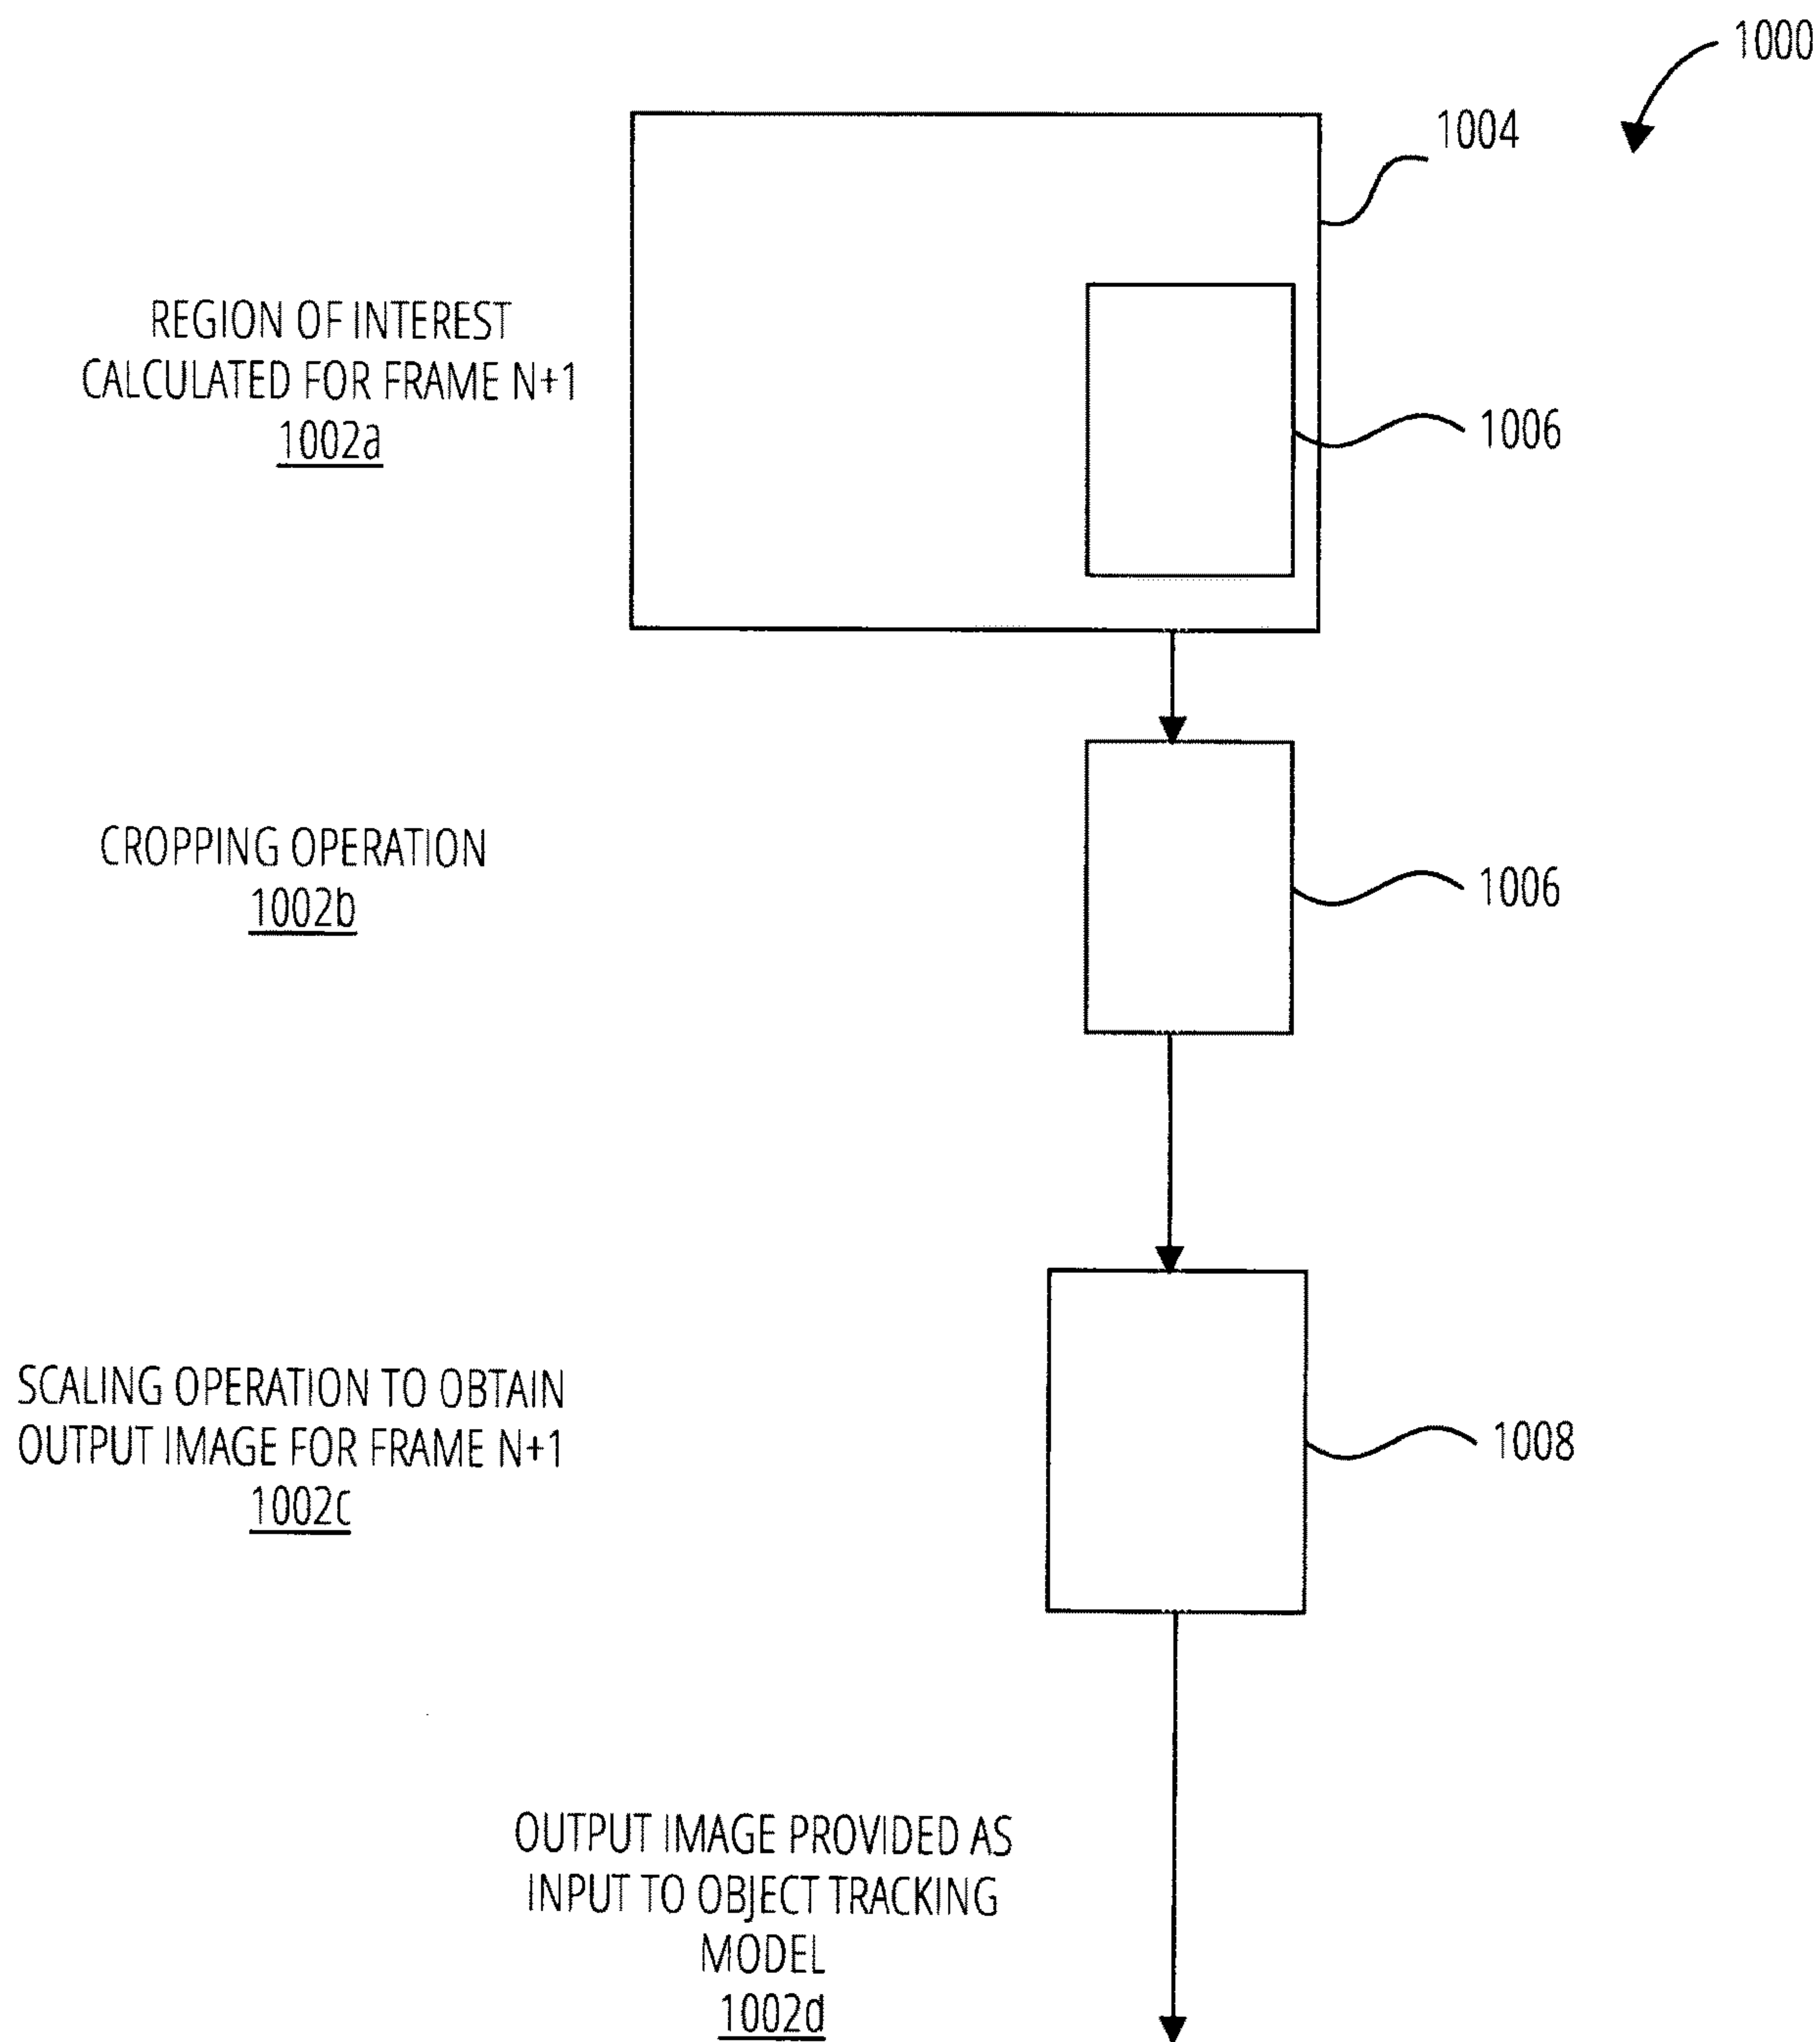 1000
1004
REGION OF INTEREST
CALCULATED FOR FRAME N+1
1002a
1006
CROPPING OPERATION
1002b
1006
SCALING OPERATION TO OBTAIN
OUTPUT IMAGE FOR FRAME N+1
1002c
1008
OUTPUT IMAGE PROVIDED AS
INPUT TO OBJECT TRACKING
MODEL
1002d